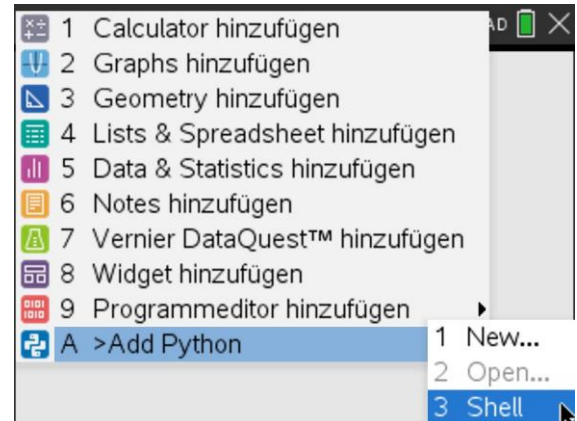 1 Calculator hinzufügen
2 Graphs hinzufügen
3 Geometry hinzufügen
4 Lists & Spreadsheet hinzufügen
5 Data & Statistics hinzufügen
6 Notes hinzufügen
7 Vernier DataQuest™ hinzufügen
8 Widget hinzufügen
9 Programmeditor hinzufügen
A >Add Python
1 New...
2 Open...
3 Shell